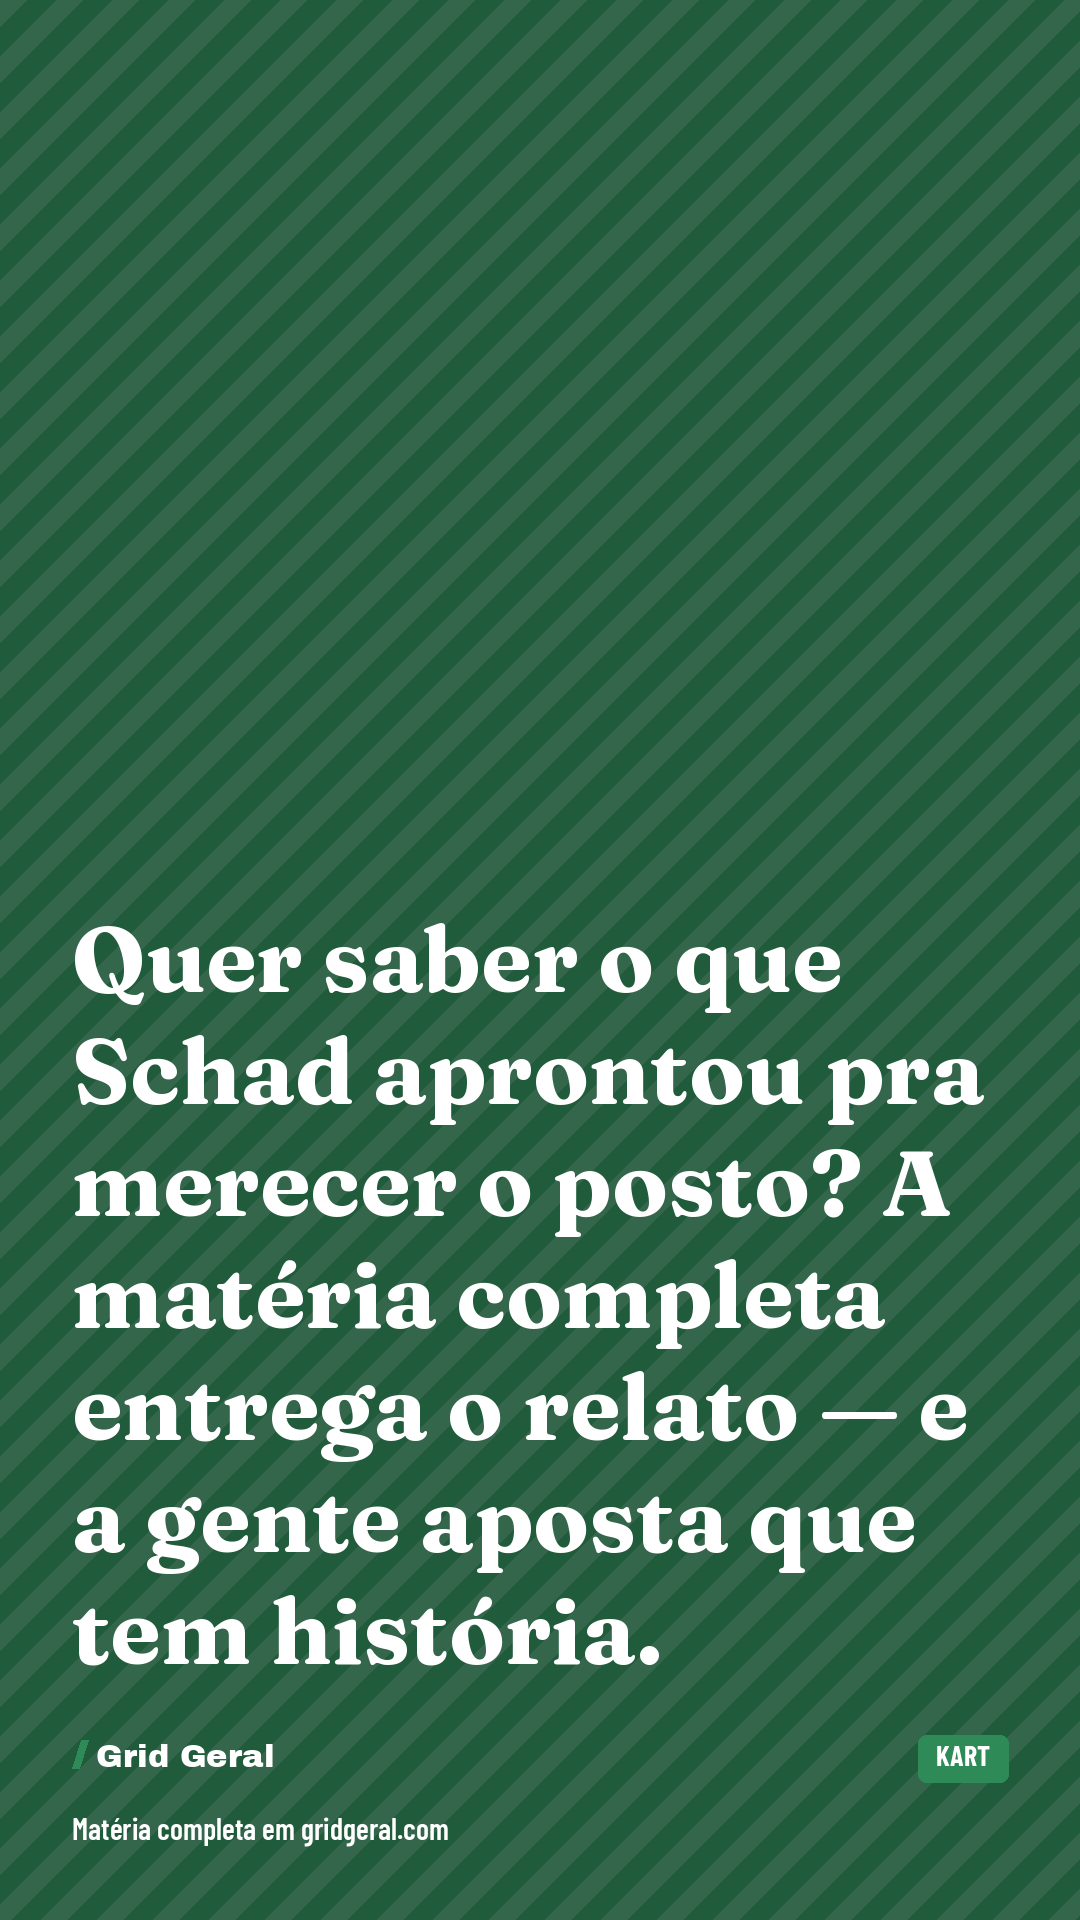 Quer saber o que
Schad aprontou pra
merecer o posto? A
matéria completa
entrega o relato — e
a gente aposta que
tem história.
/ Grid Geral
KART
Matéria completa em gridgeral.com